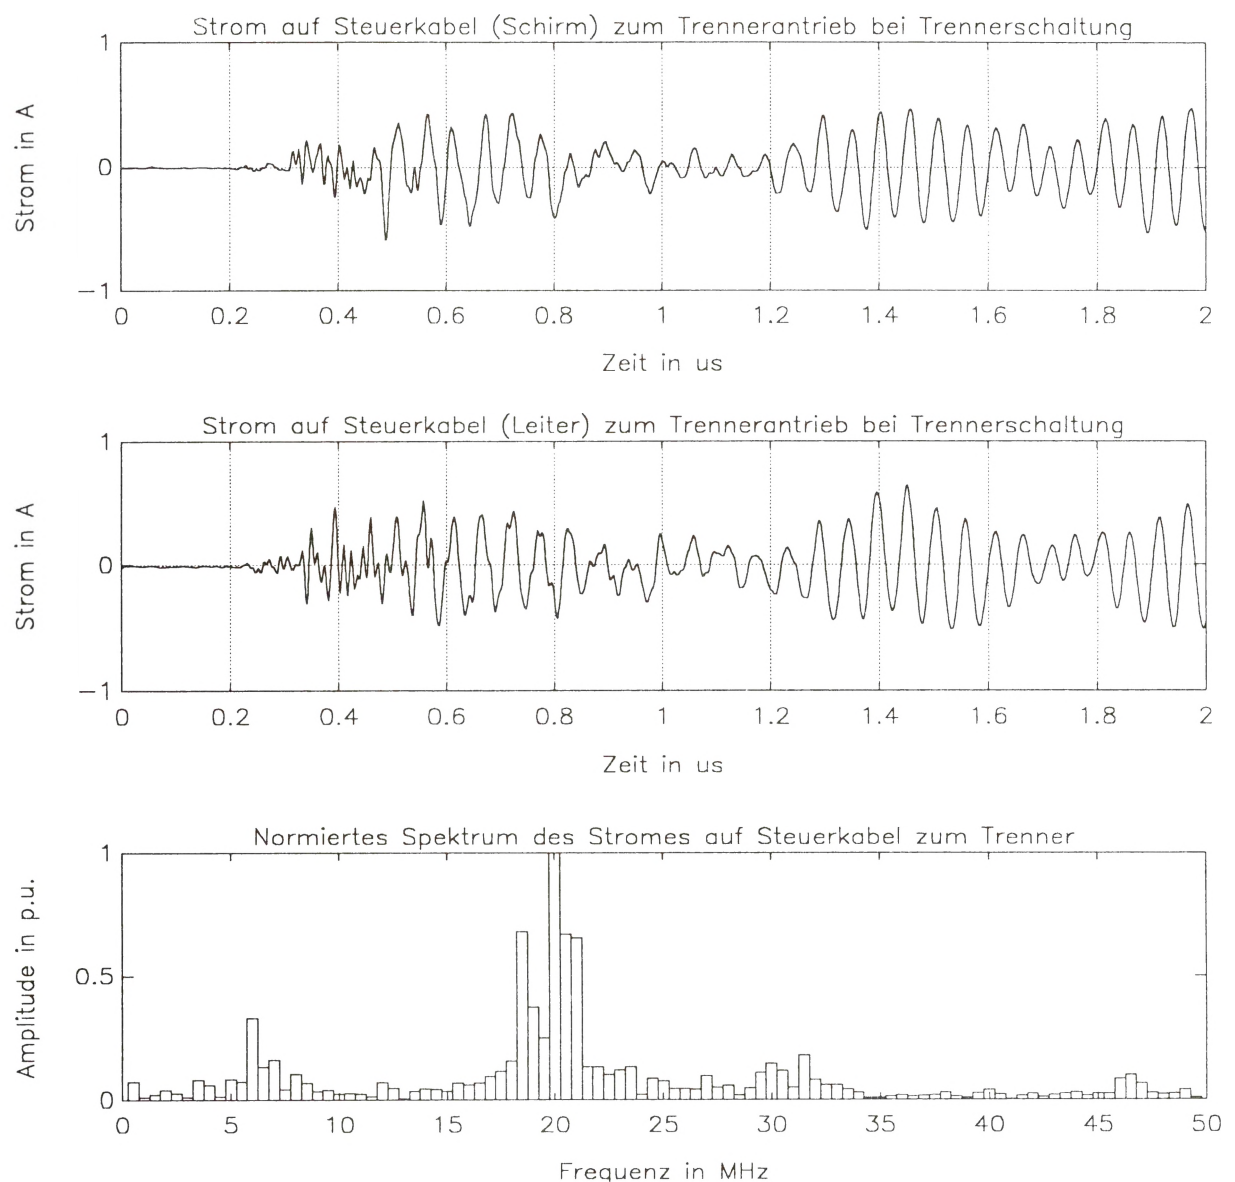 Strom auf Steuerkabel (Schirm) zum Trennerantrieb bei Trennerschaltung
1
0
−1
Strom in A
0 0.2 0.4 0.6 0.8 1 1.2 1.4 1.6 1.8 2
Zeit in us
Strom auf Steuerkabel (Leiter) zum Trennerantrieb bei Trennerschaltung
1
0
−1
Strom in A
0 0.2 0.4 0.6 0.8 1 1.2 1.4 1.6 1.8 2
Zeit in us
Normiertes Spektrum des Stromes auf Steuerkabel zum Trenner
1
0.5
0
Amplitude in p.u.
0 5 10 15 20 25 30 35 40 45 50
Frequenz in MHz